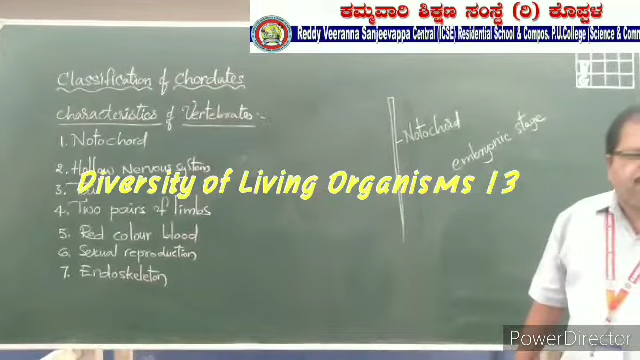 ಕಮ್ಮವಾರಿ ಶಿಕ್ಷಣ ಸಂಸ್ಥೆ (ರಿ) ಕೊಪ್ಪಳ
Reddy Veeranna Sanjeevappa Central (ICSE) Residential School & Compos. P.U.College (Science & Comm
Classification of Chordates
Characteristics of Vertebrates :-
1. Notochord
2. Hollow Nervous system
3.
4. Two pairs of limbs
5. Red colour blood
6. Sexual reproduction
7. Endoskeleton
Notochord
embryonic stage
Diversity of Living Organisms 13
PowerDirector